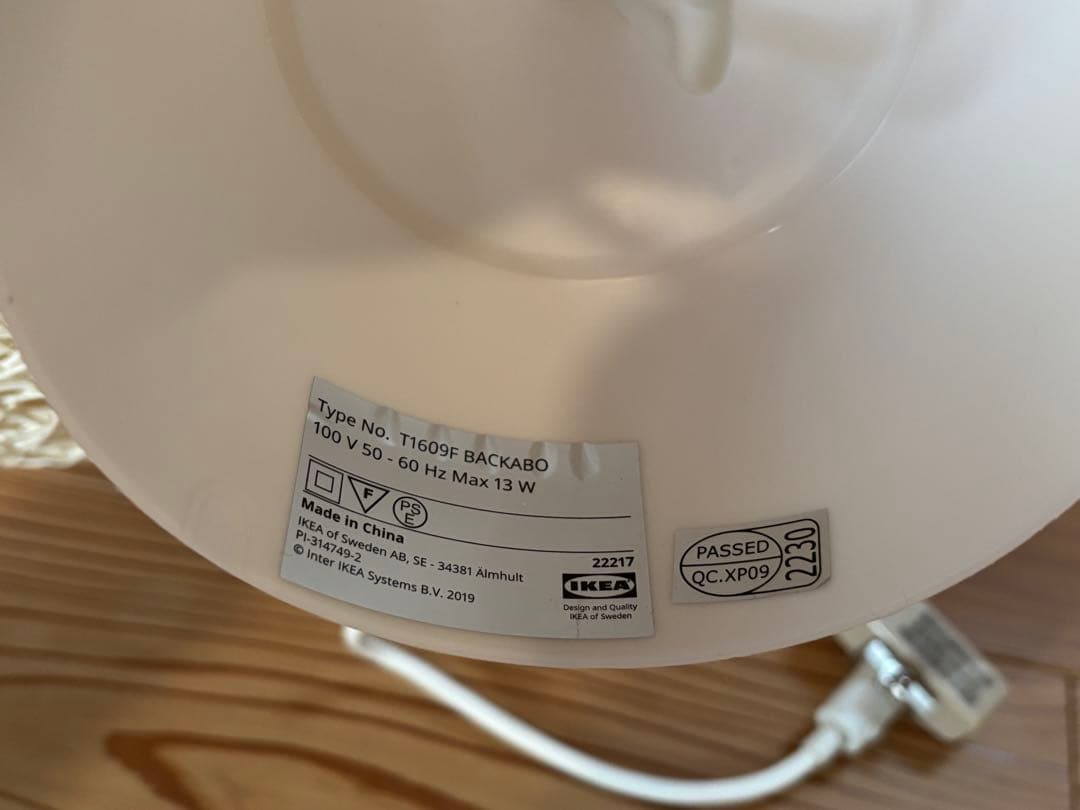 Type No. T1609F BACKABO
100 V 50 - 60 Hz Max 13 W
F
PS
E
Made in China
IKEA of Sweden AB, SE - 34381 Älmhult
PI-314749-2
© Inter IKEA Systems B.V. 2019
22217
IKEA
Design and Quality
IKEA of Sweden
PASSED
QC.XP09
2230